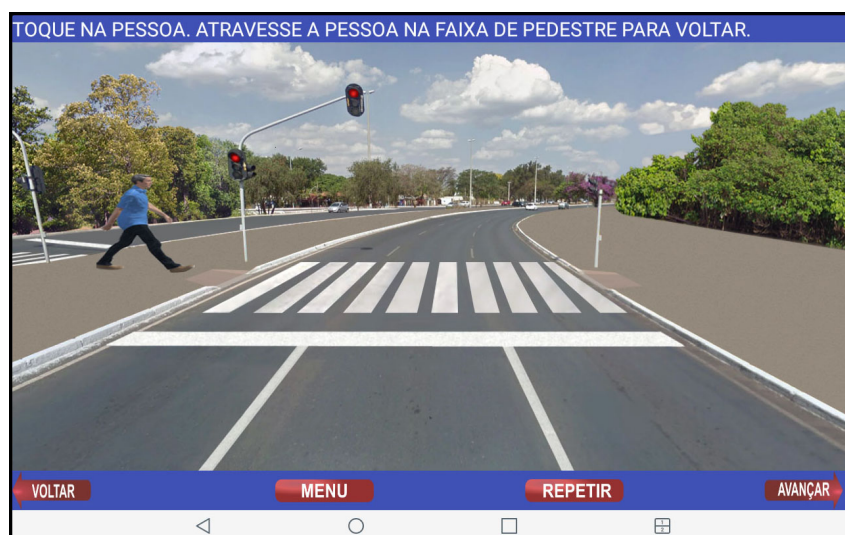 TOQUE NA PESSOA. ATRAVESSE A PESSOA NA FAIXA DE PEDESTRE PARA VOLTAR.
VOLTAR
MENU
REPETIR
AVANÇAR